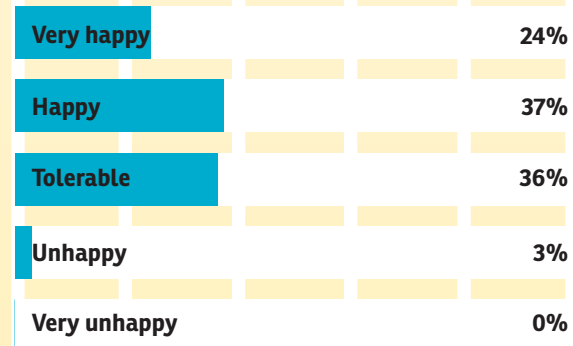 Very happy 24%
Happy 37%
Tolerable 36%
Unhappy 3%
Very unhappy 0%